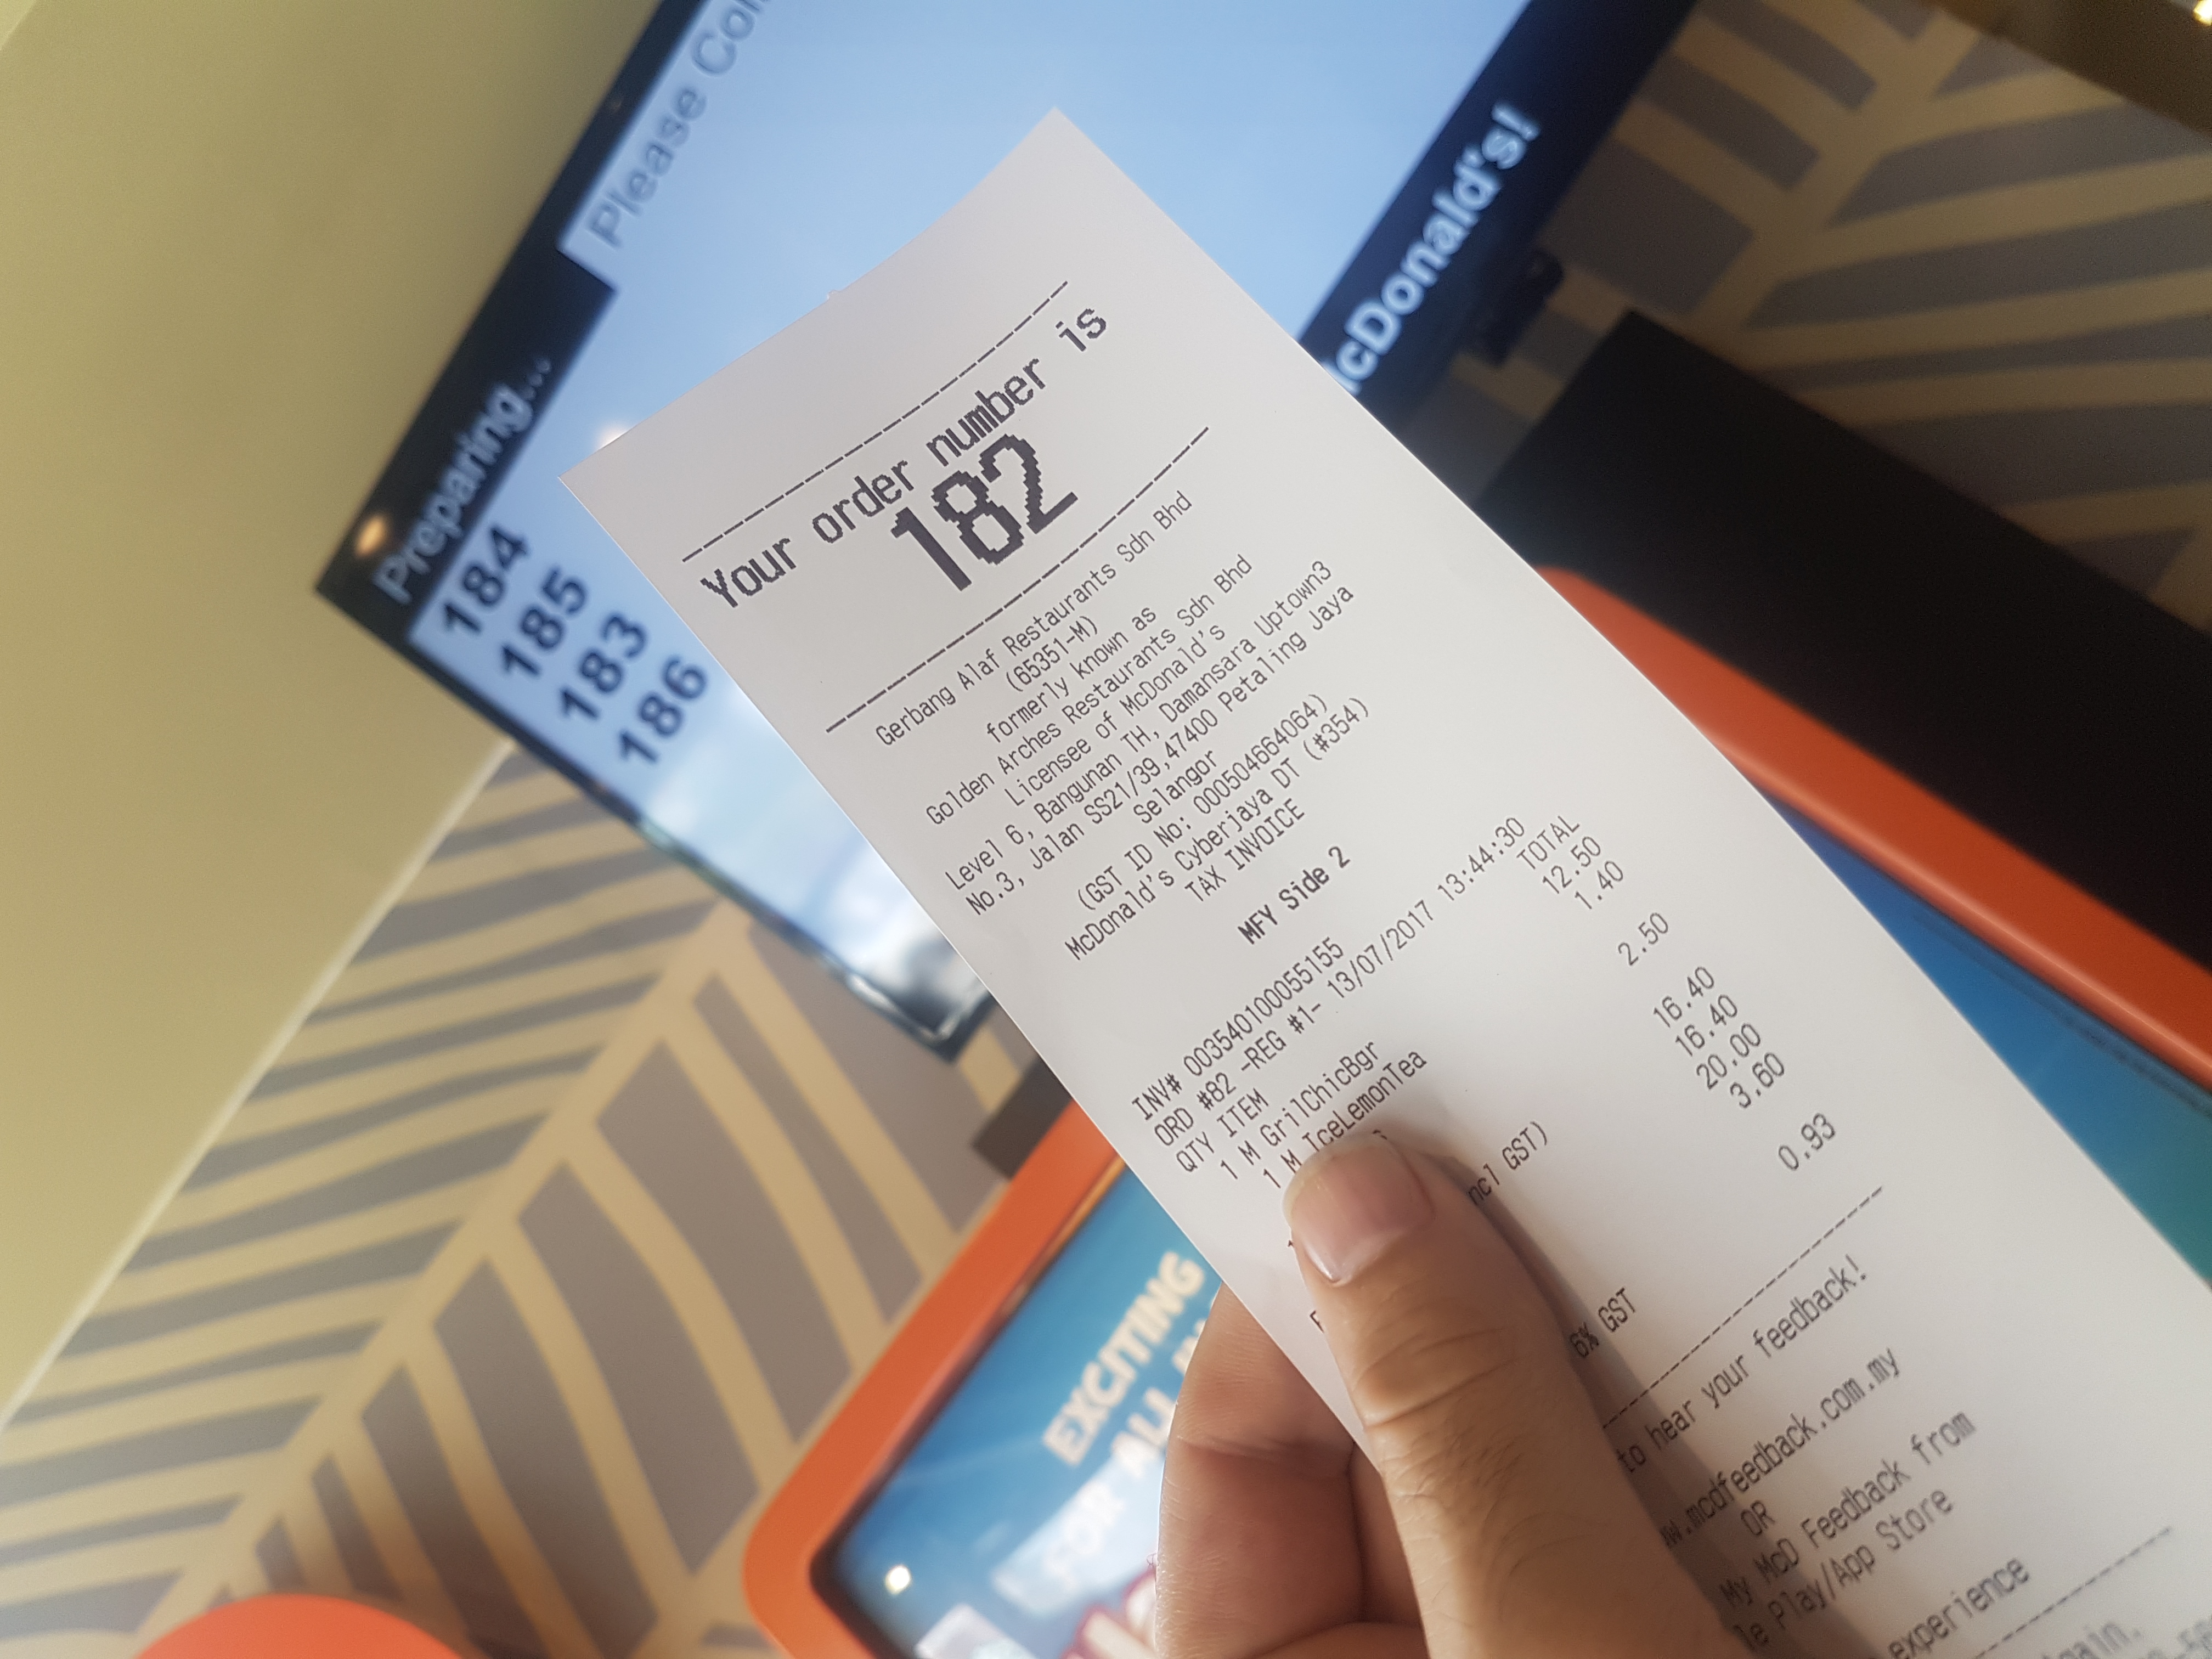 Please
cDonald's!
Preparing...
184
185
183
186
Your order number is
182
Gerbang Alaf Restaurants Sdn Bhd
(65351-M)
formerly known as
Golden Arches Restaurants Sdn Bhd
Licensee of McDonald's
Level 6, Bangunan TH, Damansara Uptown3
No.3, Jalan SS21/39,47400 Petaling Jaya
Selangor
(GST ID No: 000504664064)
McDonald's Cyberjaya DT (#354)
TAX INVOICE
MFY Side 2
INV# 0035401000055155
ORD #82 -REG #1- 13/07/2017 13:44:30
QTY ITEM TOTAL
1 M GrilChicBgr 12.50
1 M IceLemonTea 1.40
2.50
ncl GST) 16.40
16.40
20.00
3.60
6% GST 0.93
to hear your feedback!
w.mcdfeedback.com.my
OR
My McD Feedback from
le Play/App Store
experience
EXCITING
FOR